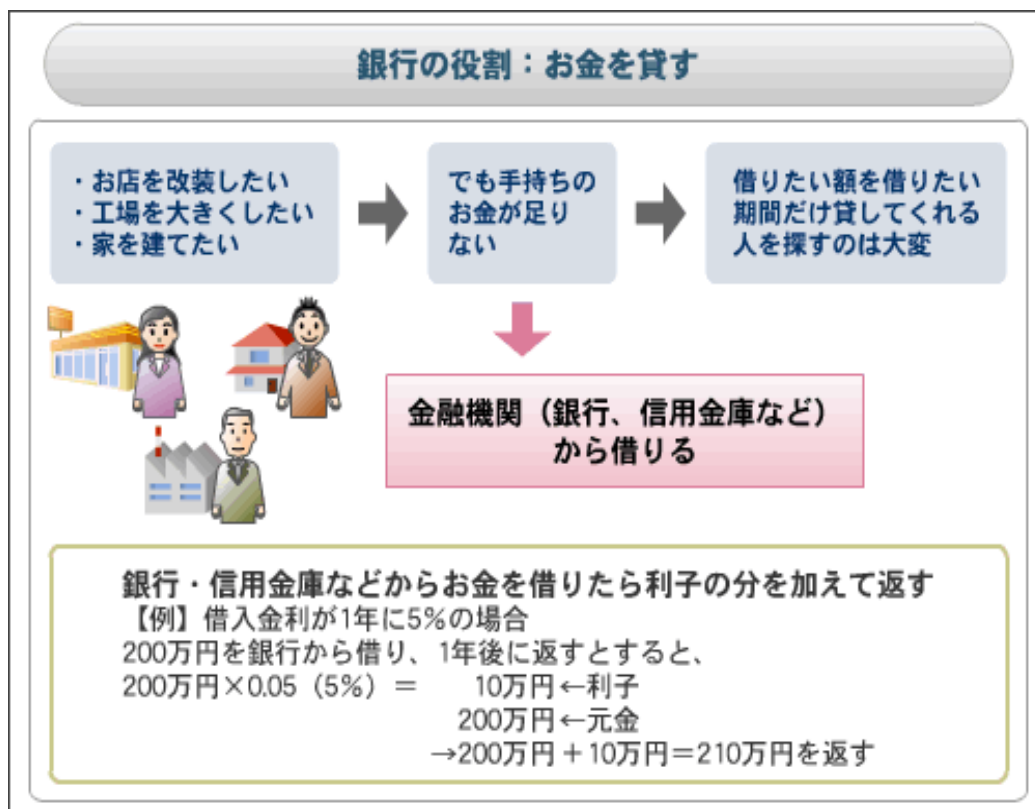 銀行の役割：お金を貸す
・お店を改装したい
・工場を大きくしたい
・家を建てたい
でも手持ちの
お金が足り
ない
借りたい額を借りたい
期間だけ貸してくれる
人を探すのは大変
金融機関（銀行、信用金庫など）
から借りる
銀行・信用金庫などからお金を借りたら利子の分を加えて返す
【例】借入金利が1年に5%の場合
200万円を銀行から借り、1年後に返すとすると、
200万円×0.05（5%）＝　　10万円←利子
200万円←元金
→200万円＋10万円＝210万円を返す